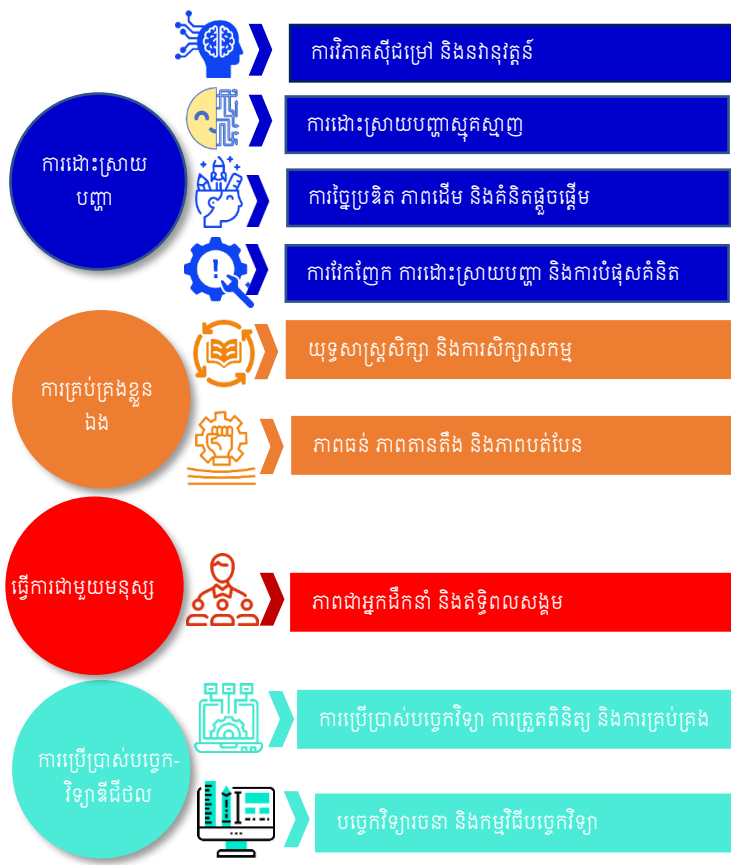 ការវិភាគស៊ីជម្រៅ និងនវានុវត្តន៍
ការដោះស្រាយបញ្ហាស្មុគស្មាញ
ការដោះស្រាយ
បញ្ហា
ការច្នៃប្រឌិត ភាពដើម និងគំនិតផ្តួចផ្តើម
ការវែកញែក ការដោះស្រាយបញ្ហា និងការបំផុសគំនិត
យុទ្ធសាស្ត្រសិក្សា និងការសិក្សាសកម្ម
ការគ្រប់គ្រងខ្លួន
ឯង
ភាពធន់ ភាពតានតឹង និងភាពបត់បែន
ធ្វើការជាមួយមនុស្ស
ភាពជាអ្នកដឹកនាំ និងឥទ្ធិពលសង្គម
ការប្រើប្រាស់បច្ចេកវិទ្យា ការត្រួតពិនិត្យ និងការគ្រប់គ្រង
ការប្រើប្រាស់បច្ចេក-
វិទ្យាឌីជីថល
បច្ចេកវិទ្យារចនា និងកម្មវិធីបច្ចេកវិទ្យា